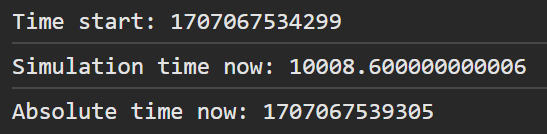 Time start: 1707067534299
Simulation time now: 10008.600000000006
Absolute time now: 1707067539305